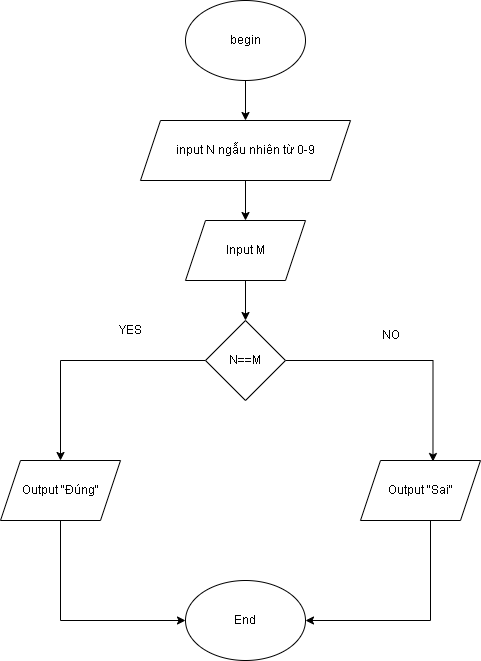 begin
input N ngẫu nhiên từ 0-9
Input M
N==M
YES
NO
Output "Đúng"
Output "Sai"
End